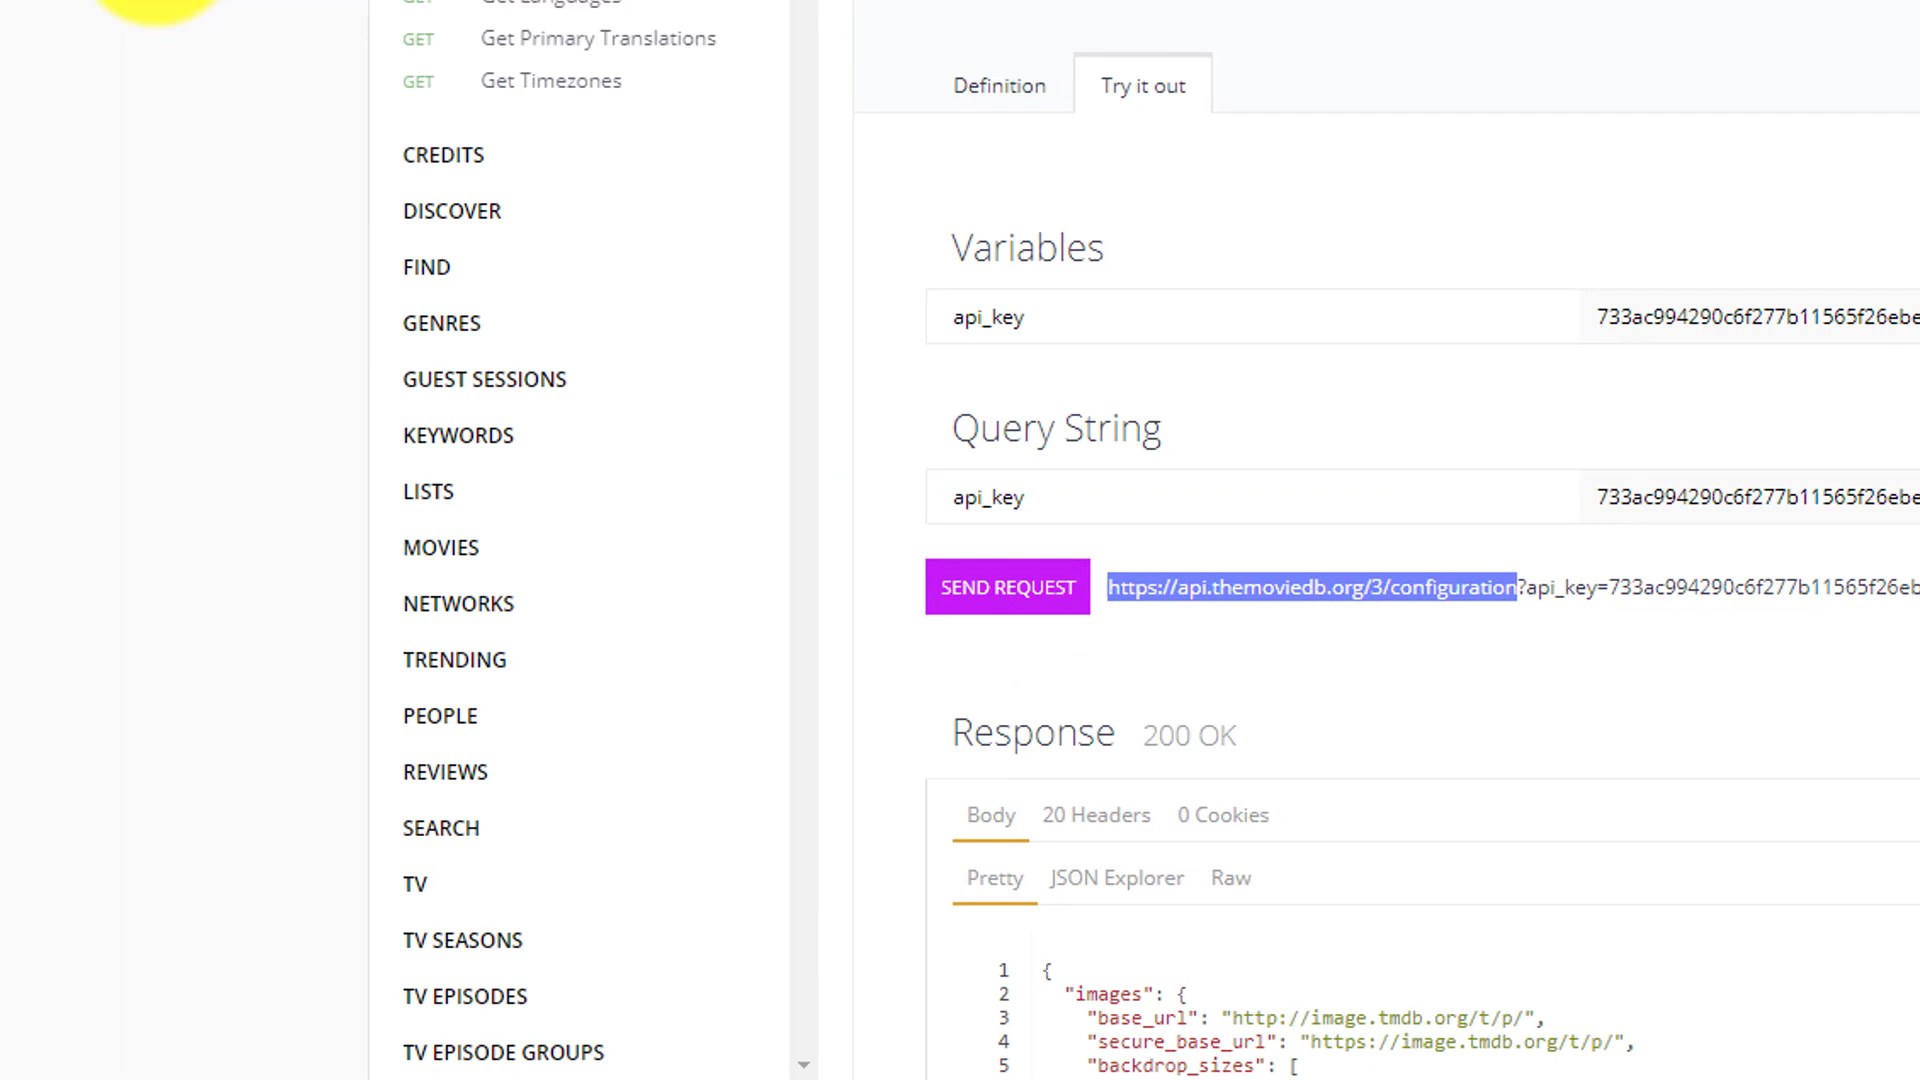 GET Get Languages
GET Get Primary Translations
GET Get Timezones
CREDITS
DISCOVER
FIND
GENRES
GUEST SESSIONS
KEYWORDS
LISTS
MOVIES
NETWORKS
TRENDING
PEOPLE
REVIEWS
SEARCH
TV
TV SEASONS
TV EPISODES
TV EPISODE GROUPS
Definition Try it out
Variables
api_key 733ac994290c6f277b11565f26ebe
Query String
api_key 733ac994290c6f277b11565f26ebe
SEND REQUEST https://api.themoviedb.org/3/configuration?api_key=733ac994290c6f277b11565f26eb
Response 200 OK
Body 20 Headers 0 Cookies
Pretty JSON Explorer Raw
1 {
2 "images": {
3 "base_url": "http://image.tmdb.org/t/p/",
4 "secure_base_url": "https://image.tmdb.org/t/p/",
5 "backdrop_sizes": [